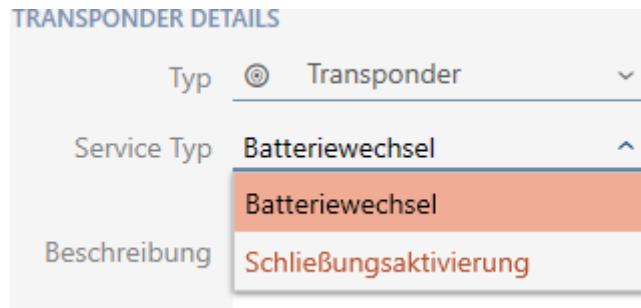 TRANSPONDER DETAILS
Typ Transponder
Service Typ Batteriewechsel
Batteriewechsel
Beschreibung Schließungsaktivierung